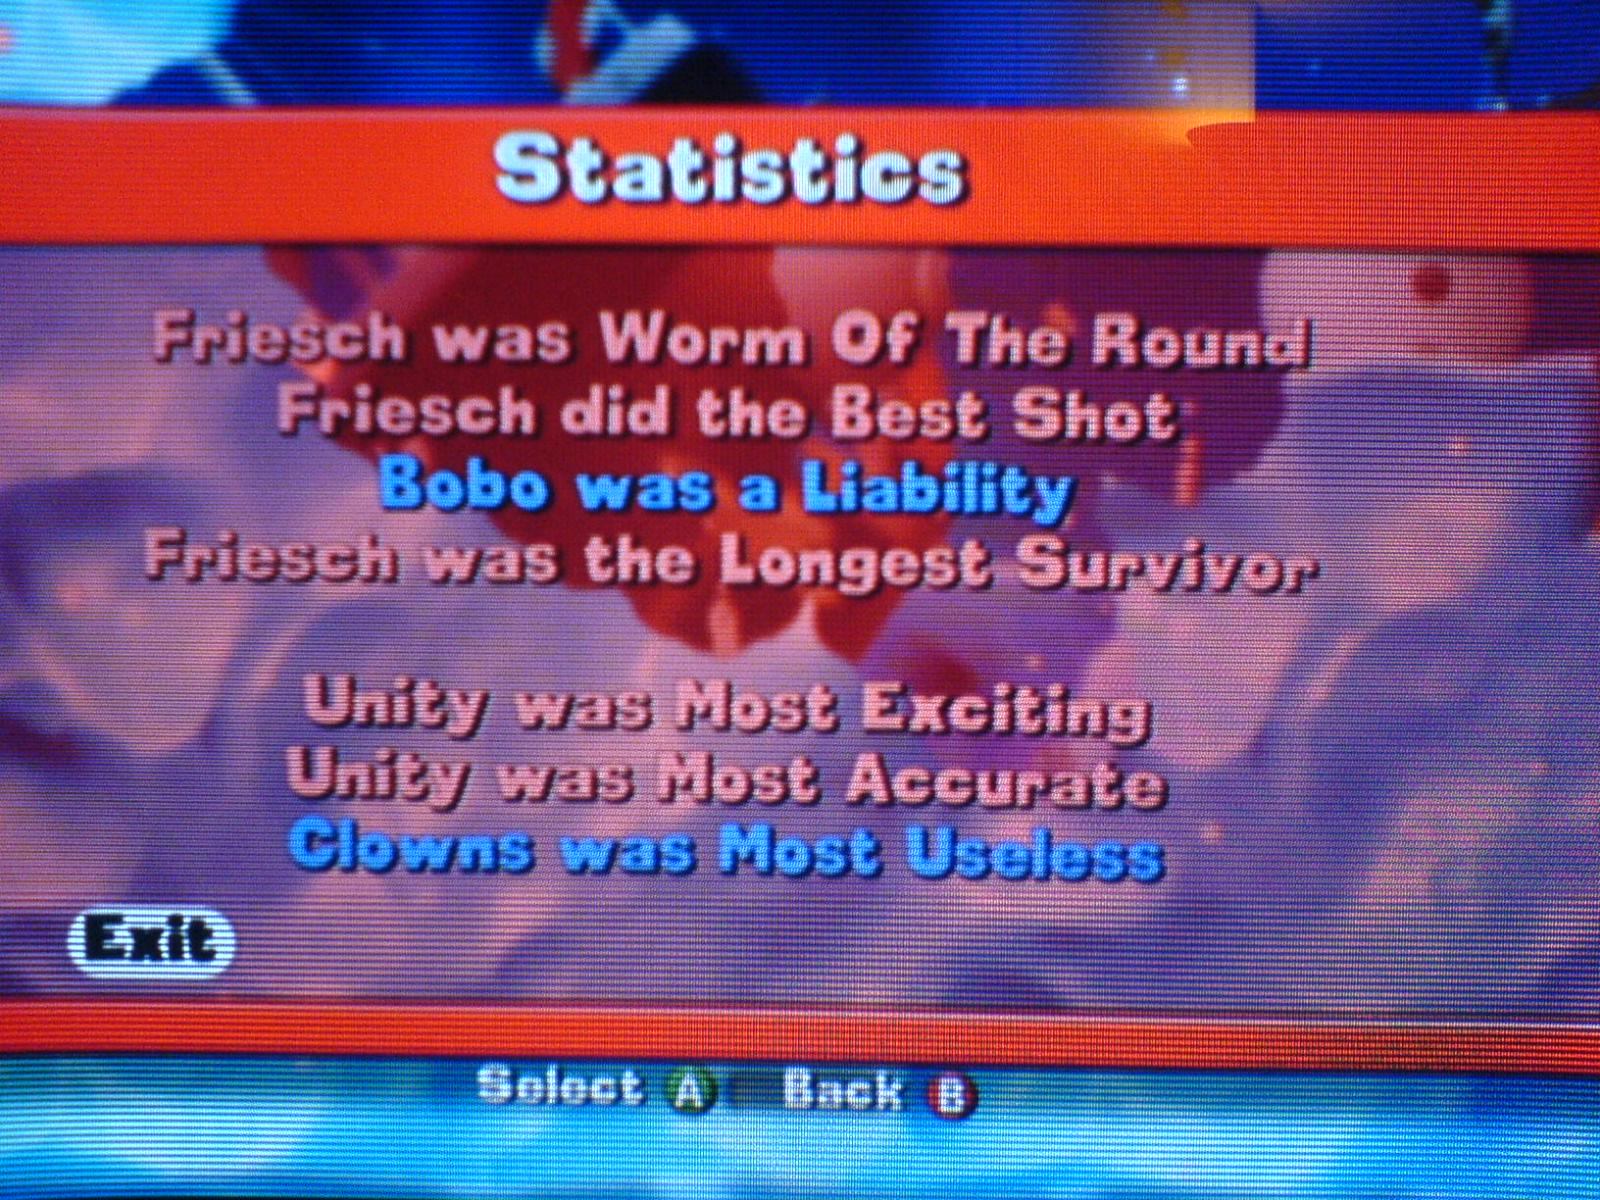 Statistics
Friesch was Worm Of The Round
Friesch did the Best Shot
Bobo was a Liability
Friesch was the Longest Survivor
Unity was Most Exciting
Unity was Most Accurate
Clowns was Most Useless
Exit
Select A Back B